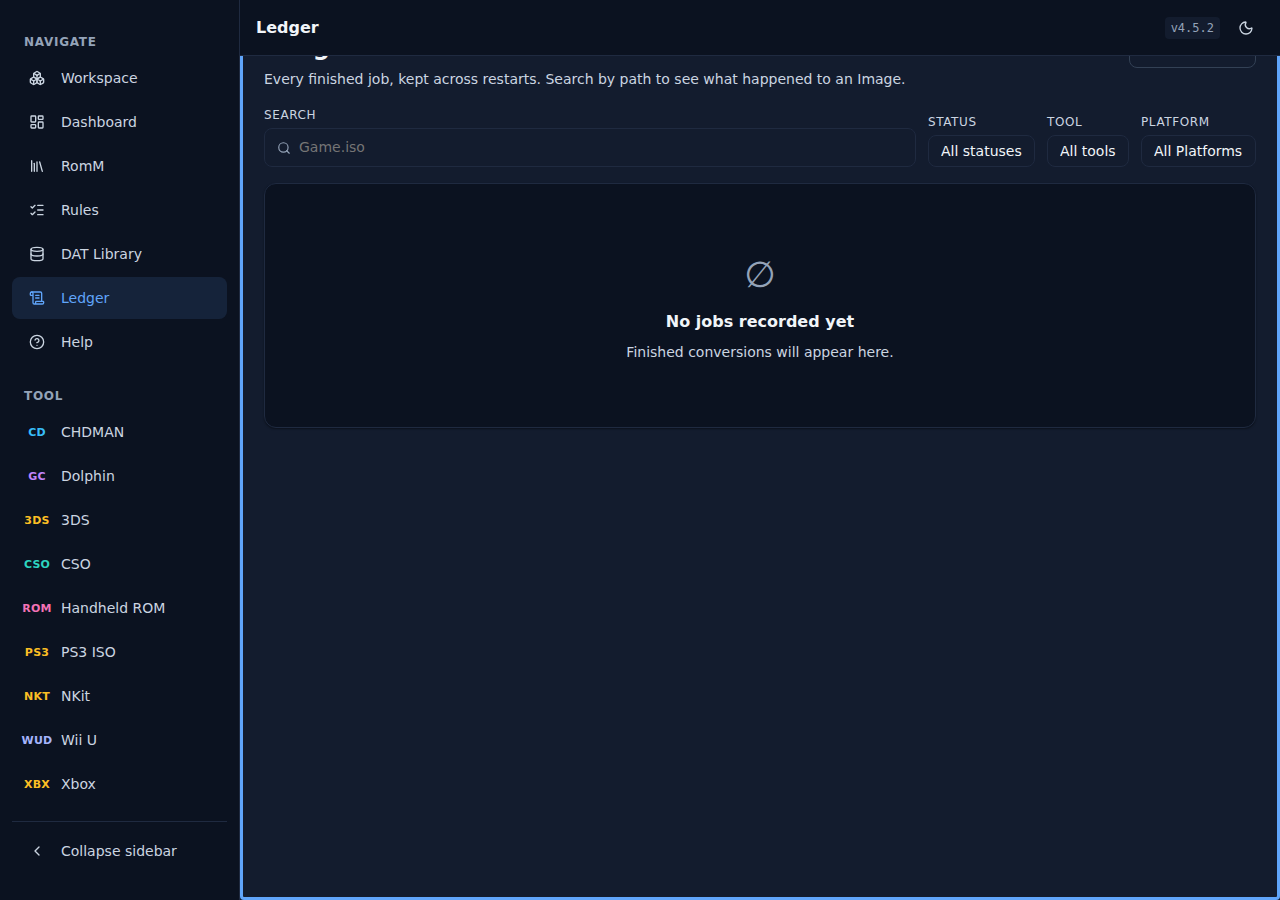 NAVIGATE
Workspace
Dashboard
RomM
Rules
DAT Library
Ledger
Help
TOOL
CD CHDMAN
GC Dolphin
3DS 3DS
CSO CSO
ROM Handheld ROM
PS3 PS3 ISO
NKT NKit
WUD Wii U
XBX Xbox
Collapse sidebar
Ledger
v4.5.2
Every finished job, kept across restarts. Search by path to see what happened to an Image.
SEARCH
Game.iso
STATUS
All statuses
TOOL
All tools
PLATFORM
All Platforms
No jobs recorded yet
Finished conversions will appear here.